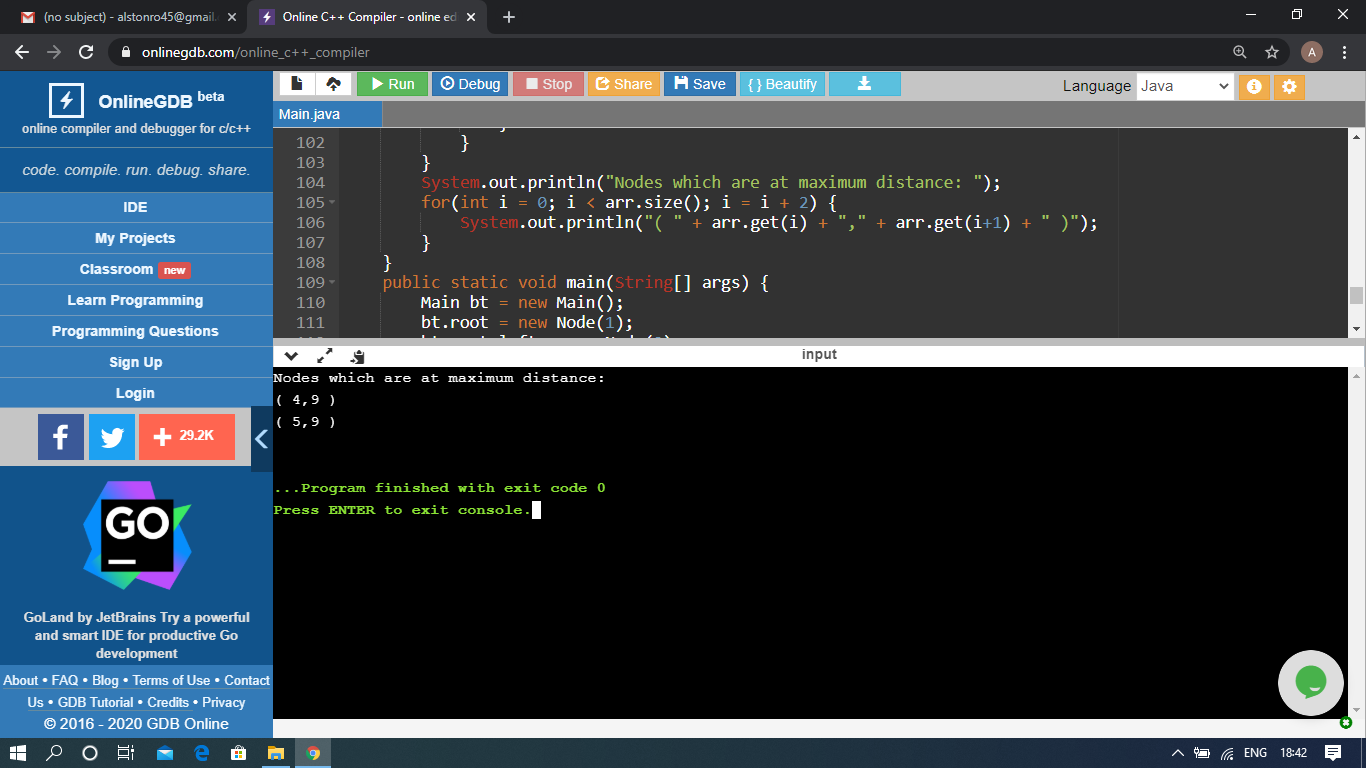 (no subject) - alstonro45@gmail.
Online C++ Compiler - online ed
onlinegdb.com/online_c++_compiler
A
OnlineGDB beta
online compiler and debugger for c/c++
code. compile. run. debug. share.
IDE
My Projects
Classroom new
Learn Programming
Programming Questions
Sign Up
Login
29.2K
GO
GoLand by JetBrains Try a powerful
and smart IDE for productive Go
development
About • FAQ • Blog • Terms of Use • Contact
Us • GDB Tutorial • Credits • Privacy
© 2016 - 2020 GDB Online
Run Debug Stop Share Save { } Beautify
Language Java
Main.java
102 }
103 }
104 System.out.println("Nodes which are at maximum distance: ");
105 for(int i = 0; i < arr.size(); i = i + 2) {
106 System.out.println("( " + arr.get(i) + "," + arr.get(i+1) + " )");
107 }
108 }
109 public static void main(String[] args) {
110 Main bt = new Main();
111 bt.root = new Node(1);
input
Nodes which are at maximum distance:
( 4,9 )
( 5,9 )
...Program finished with exit code 0
Press ENTER to exit console.
ENG 18:42